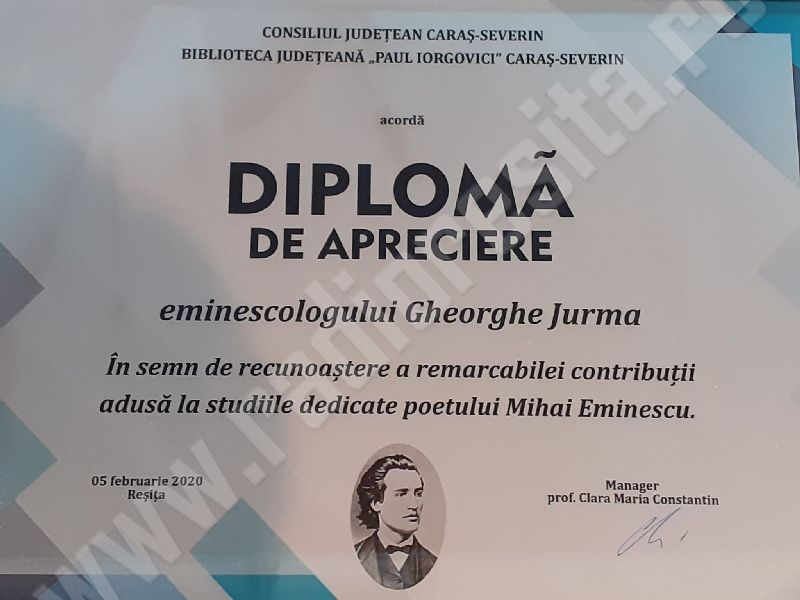 CONSILIUL JUDEȚEAN CARAŞ-SEVERIN
BIBLIOTECA JUDEȚEANĂ „PAUL IORGOVICI” CARAŞ-SEVERIN
acordă
DIPLOMĂ
DE APRECIERE
eminescologului Gheorghe Jurma
În semn de recunoaștere a remarcabilei contribuții
adusă la studiile dedicate poetului Mihai Eminescu.
05 februarie 2020
Reșița
Manager
prof. Clara Maria Constantin
www.radioresita.ro